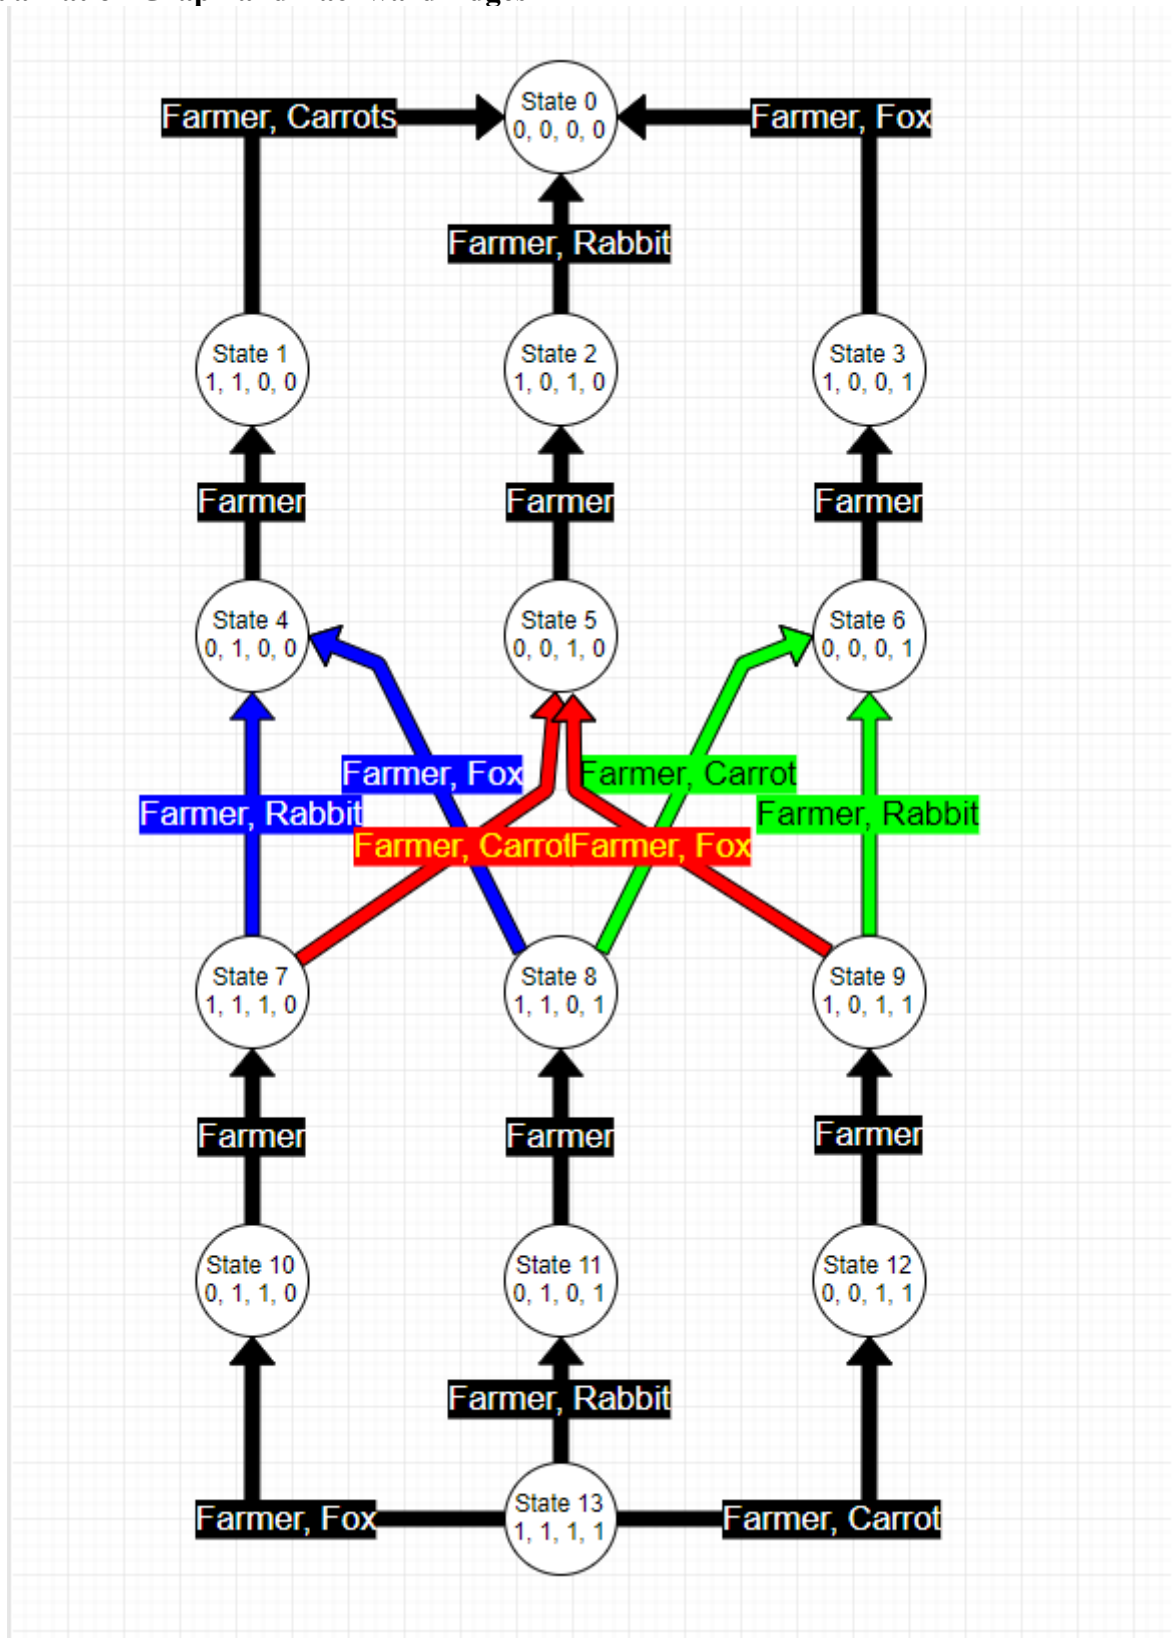 Farmer, Carrots
State 0
0, 0, 0, 0
Farmer, Fox
Farmer, Rabbit
State 1
1, 1, 0, 0
State 2
1, 0, 1, 0
State 3
1, 0, 0, 1
Farmer
Farmer
Farmer
State 4
0, 1, 0, 0
State 5
0, 0, 1, 0
State 6
0, 0, 0, 1
Farmer, Fox
Farmer, Carrot
Farmer, Rabbit
Farmer, Rabbit
Farmer, Carrot
Farmer, Fox
State 7
1, 1, 1, 0
State 8
1, 1, 0, 1
State 9
1, 0, 1, 1
Farmer
Farmer
Farmer
State 10
0, 1, 1, 0
State 11
0, 1, 0, 1
State 12
0, 0, 1, 1
Farmer, Rabbit
Farmer, Fox
State 13
1, 1, 1, 1
Farmer, Carrot